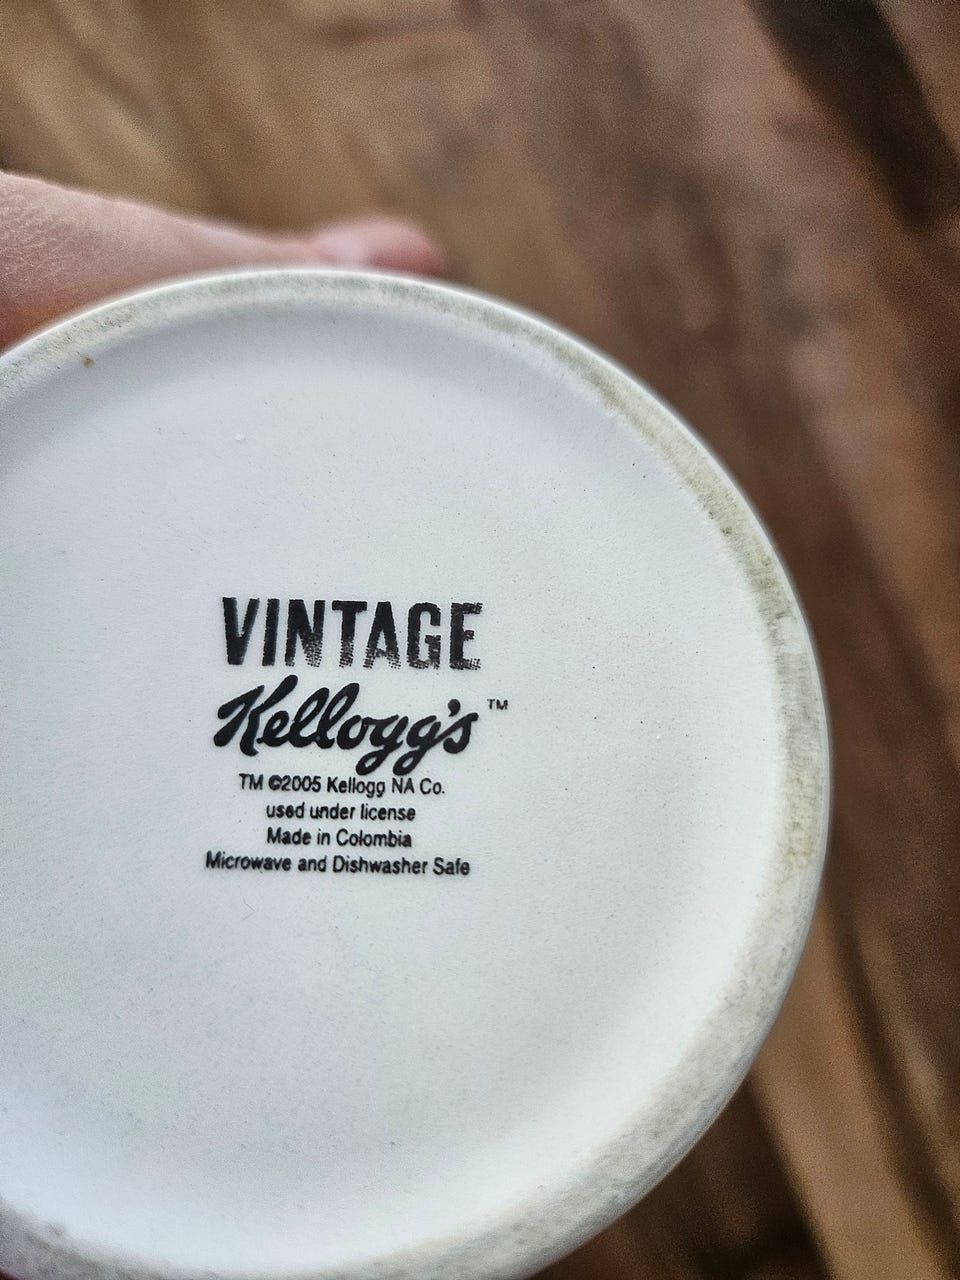 VINTAGE
Kellogg's™
TM ©2005 Kellogg NA Co.
used under license
Made in Colombia
Microwave and Dishwasher Safe